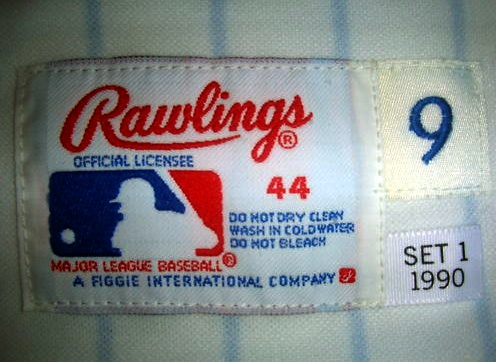 Rawlings®
OFFICIAL LICENSEE
44
DO NOT DRY CLEAN
WASH IN COLD WATER
DO NOT BLEACH
MAJOR LEAGUE BASEBALL®
A FIGGIE INTERNATIONAL COMPANY
9
SET 1
1990